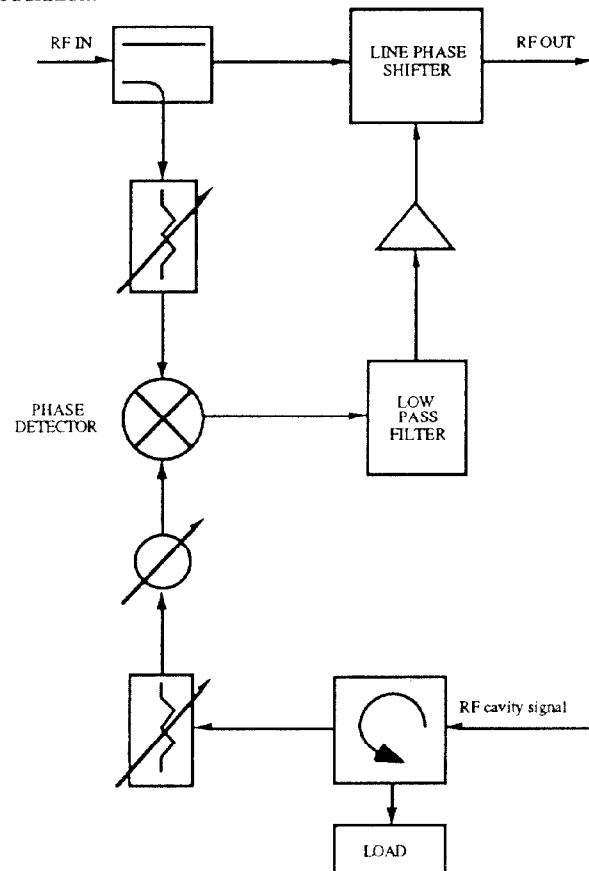 RF IN
LINE PHASE
SHIFTER
RF OUT
PHASE
DETECTOR
LOW
PASS
FILTER
RF cavity signal
LOAD